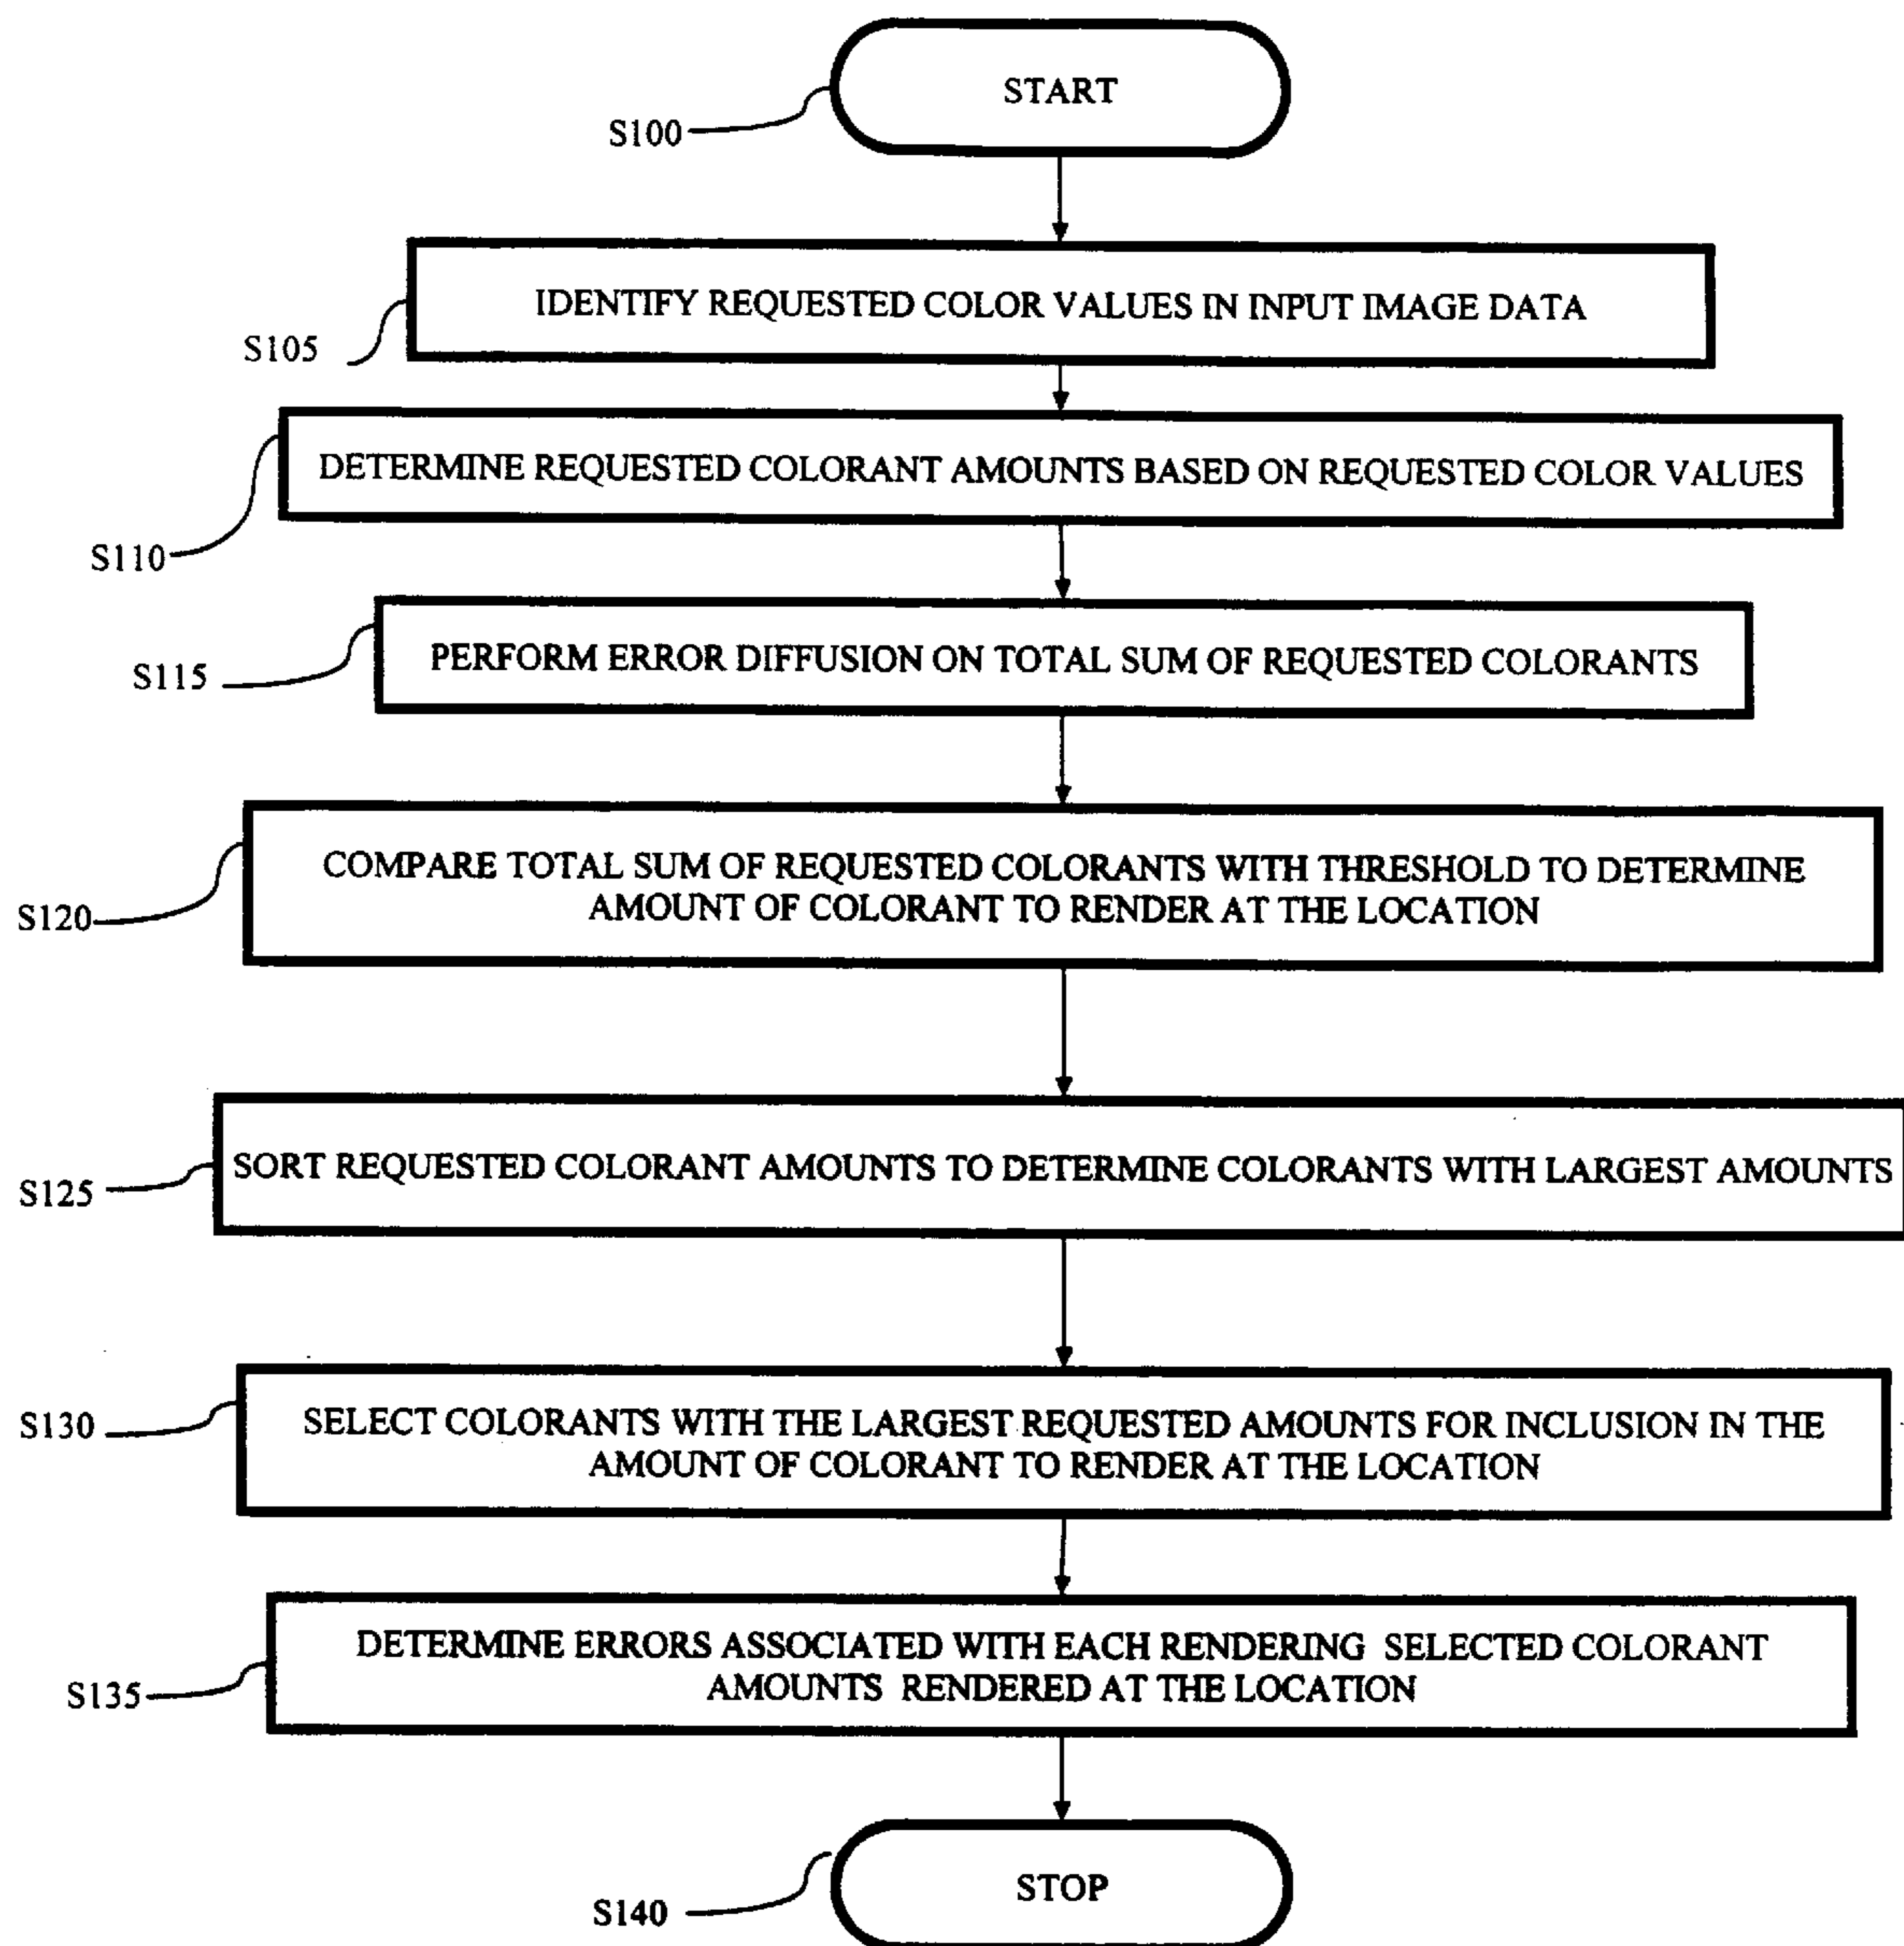 START
S100
IDENTIFY REQUESTED COLOR VALUES IN INPUT IMAGE DATA
S105
DETERMINE REQUESTED COLORANT AMOUNTS BASED ON REQUESTED COLOR VALUES
S110
PERFORM ERROR DIFFUSION ON TOTAL SUM OF REQUESTED COLORANTS
S115
COMPARE TOTAL SUM OF REQUESTED COLORANTS WITH THRESHOLD TO DETERMINE
AMOUNT OF COLORANT TO RENDER AT THE LOCATION
S120
SORT REQUESTED COLORANT AMOUNTS TO DETERMINE COLORANTS WITH LARGEST AMOUNTS
S125
SELECT COLORANTS WITH THE LARGEST REQUESTED AMOUNTS FOR INCLUSION IN THE
AMOUNT OF COLORANT TO RENDER AT THE LOCATION
S130
DETERMINE ERRORS ASSOCIATED WITH EACH RENDERING SELECTED COLORANT
AMOUNTS RENDERED AT THE LOCATION
S135
STOP
S140